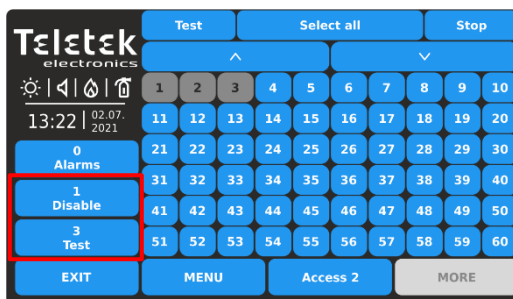 Teletek
electronics
Test Select all Stop
1 2 3 4 5 6 7 8 9 10
13:22 02.07.
2021
11 12 13 14 15 16 17 18 19 20
0
Alarms
21 22 23 24 25 26 27 28 29 30
1
Disable
31 32 33 34 35 36 37 38 39 40
41 42 43 44 45 46 47 48 49 50
3
Test
51 52 53 54 55 56 57 58 59 60
EXIT MENU Access 2 MORE